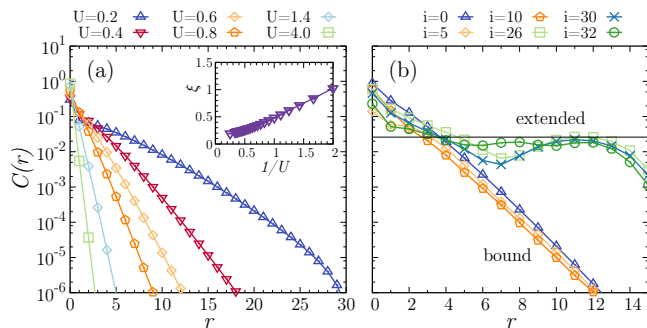 U=0.2 U=0.6 U=1.4 i=0 i=10 i=30
U=0.4 U=0.8 U=4.0 i=5 i=26 i=32
(a) (b)
C(r)
10^1
10^0
10^-1
10^-2
10^-3
10^-4
10^-5
10^-6
0 5 10 15 20 25 30
r
ξ
1.5
1
0.5
0
0 0.5 1 1.5 2
1/U
extended
bound
0 2 4 6 8 10 12 14
r